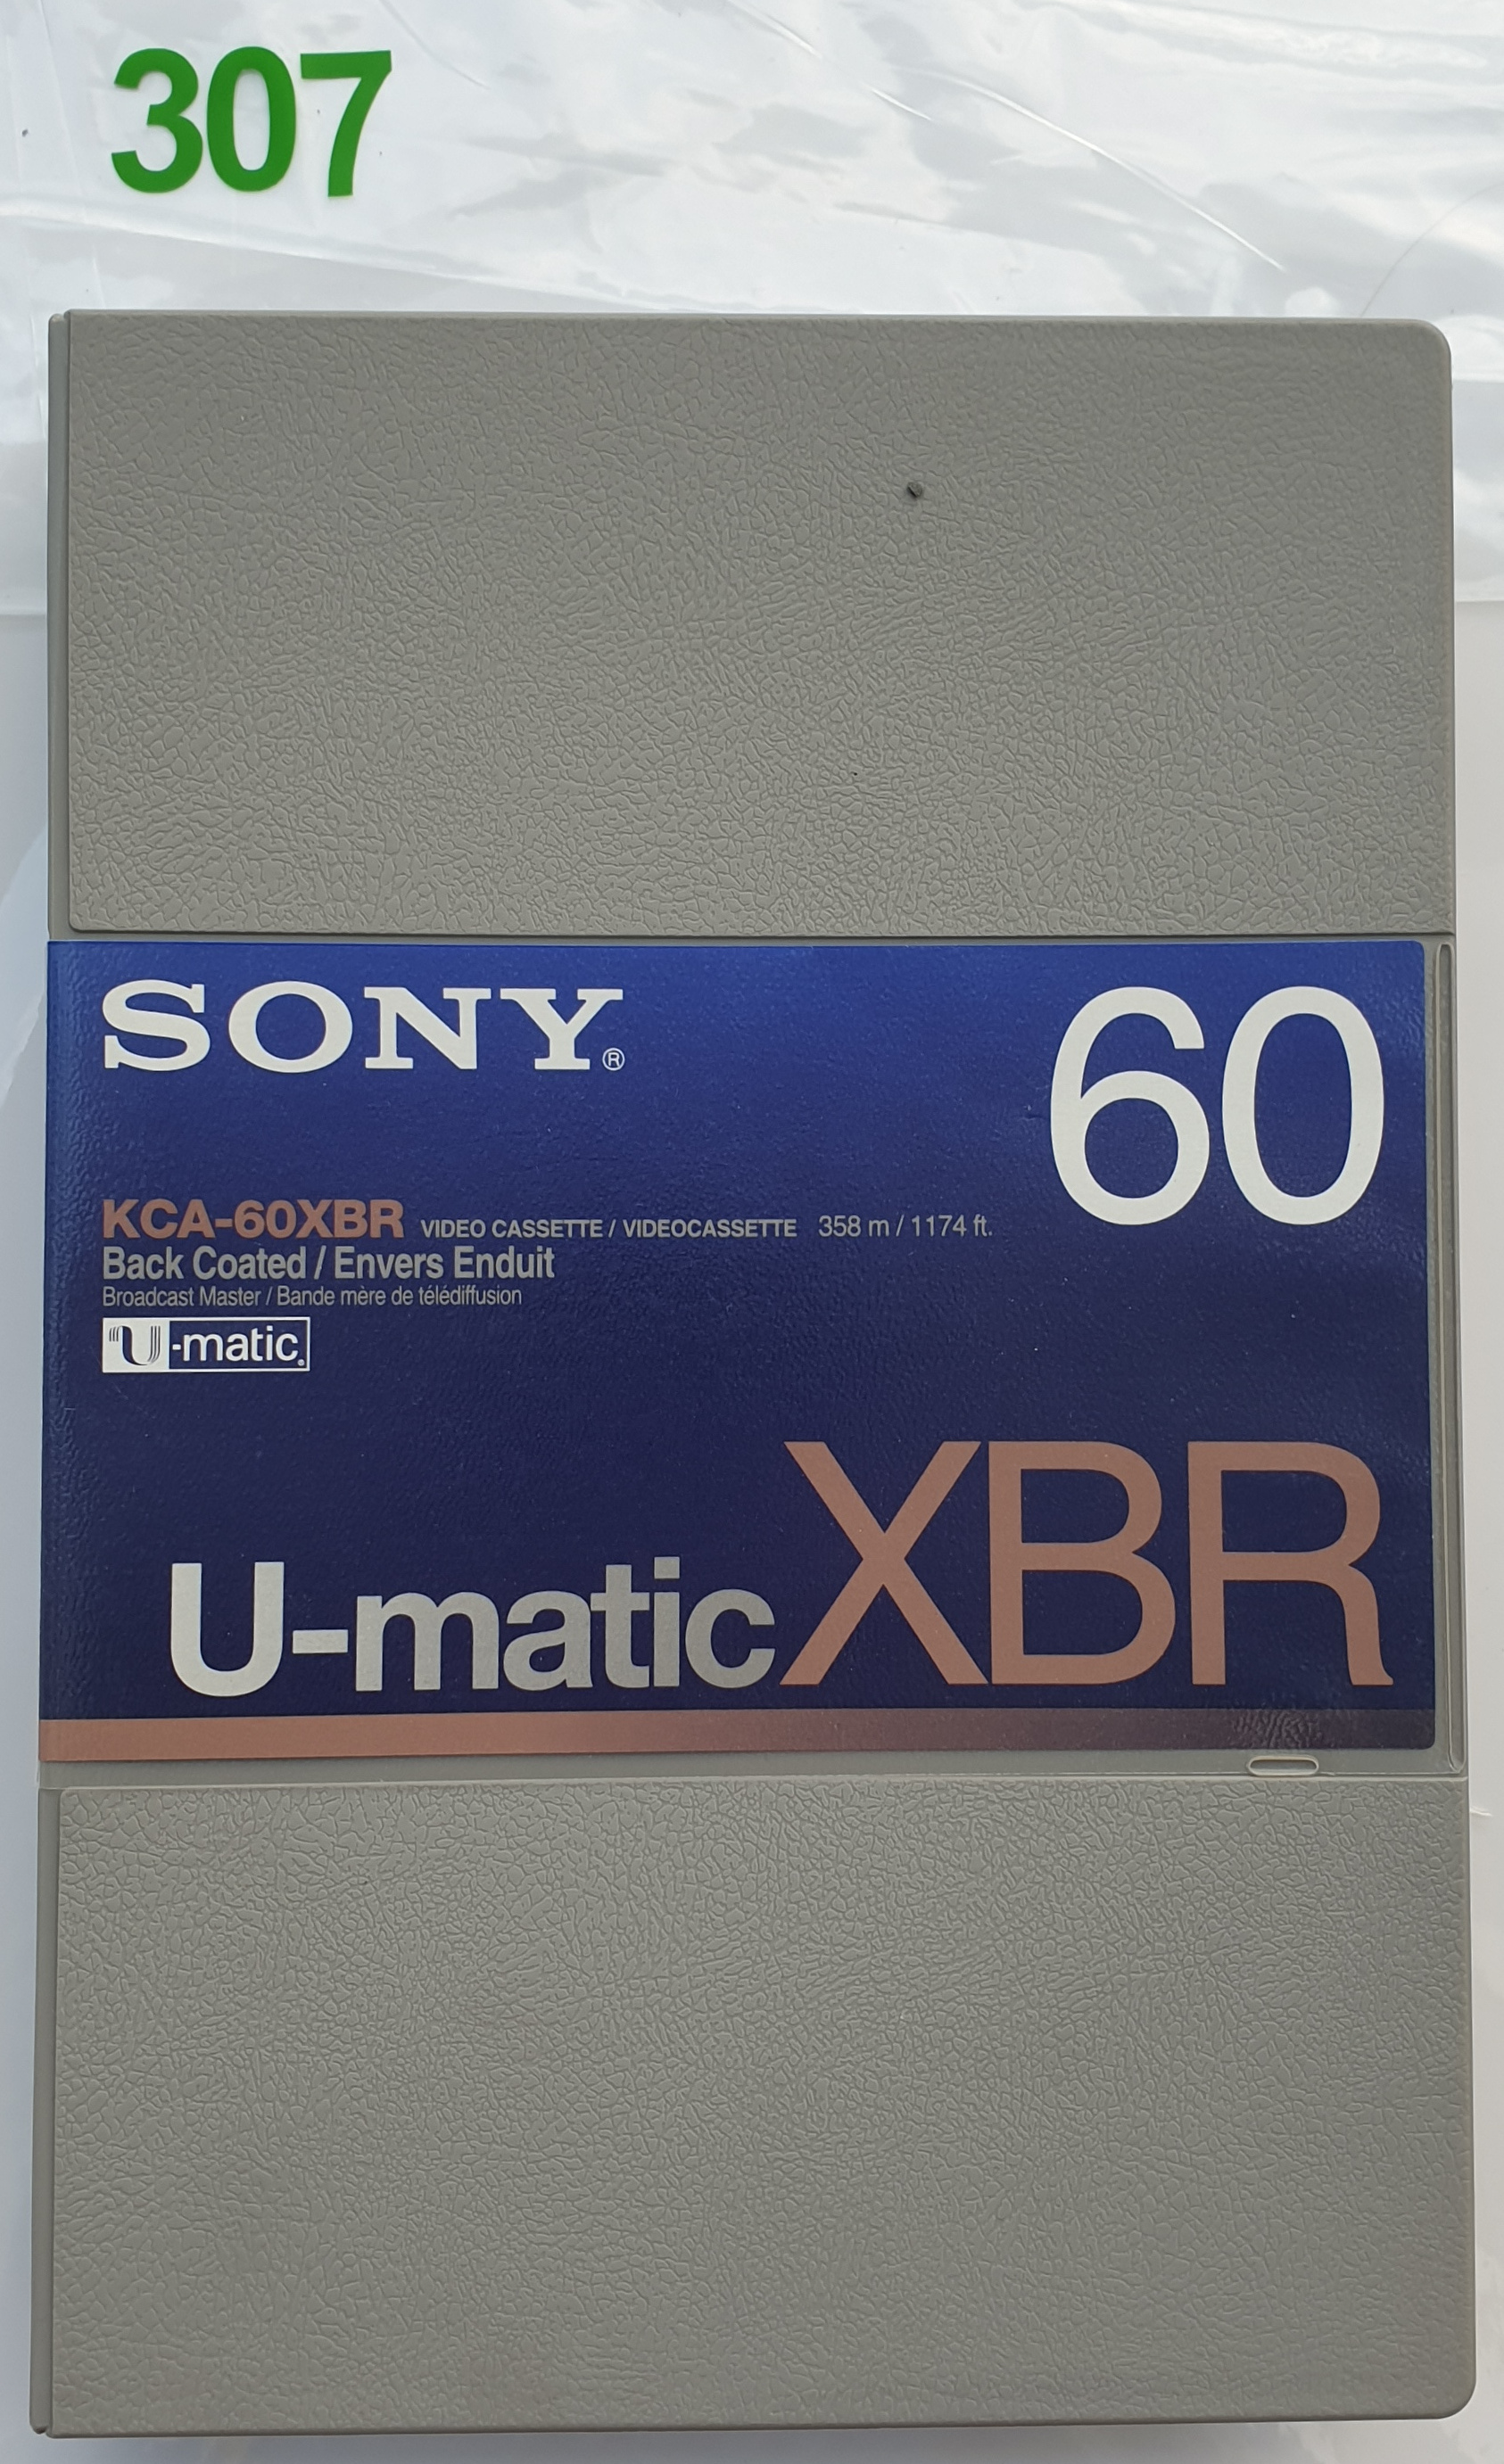 307
SONY® 60
KCA-60XBR VIDEO CASSETTE / VIDEOCASSETTE 358 m / 1174 ft.
Back Coated / Envers Enduit
Broadcast Master / Bande mère de télédiffusion
U-matic®
U-matic XBR